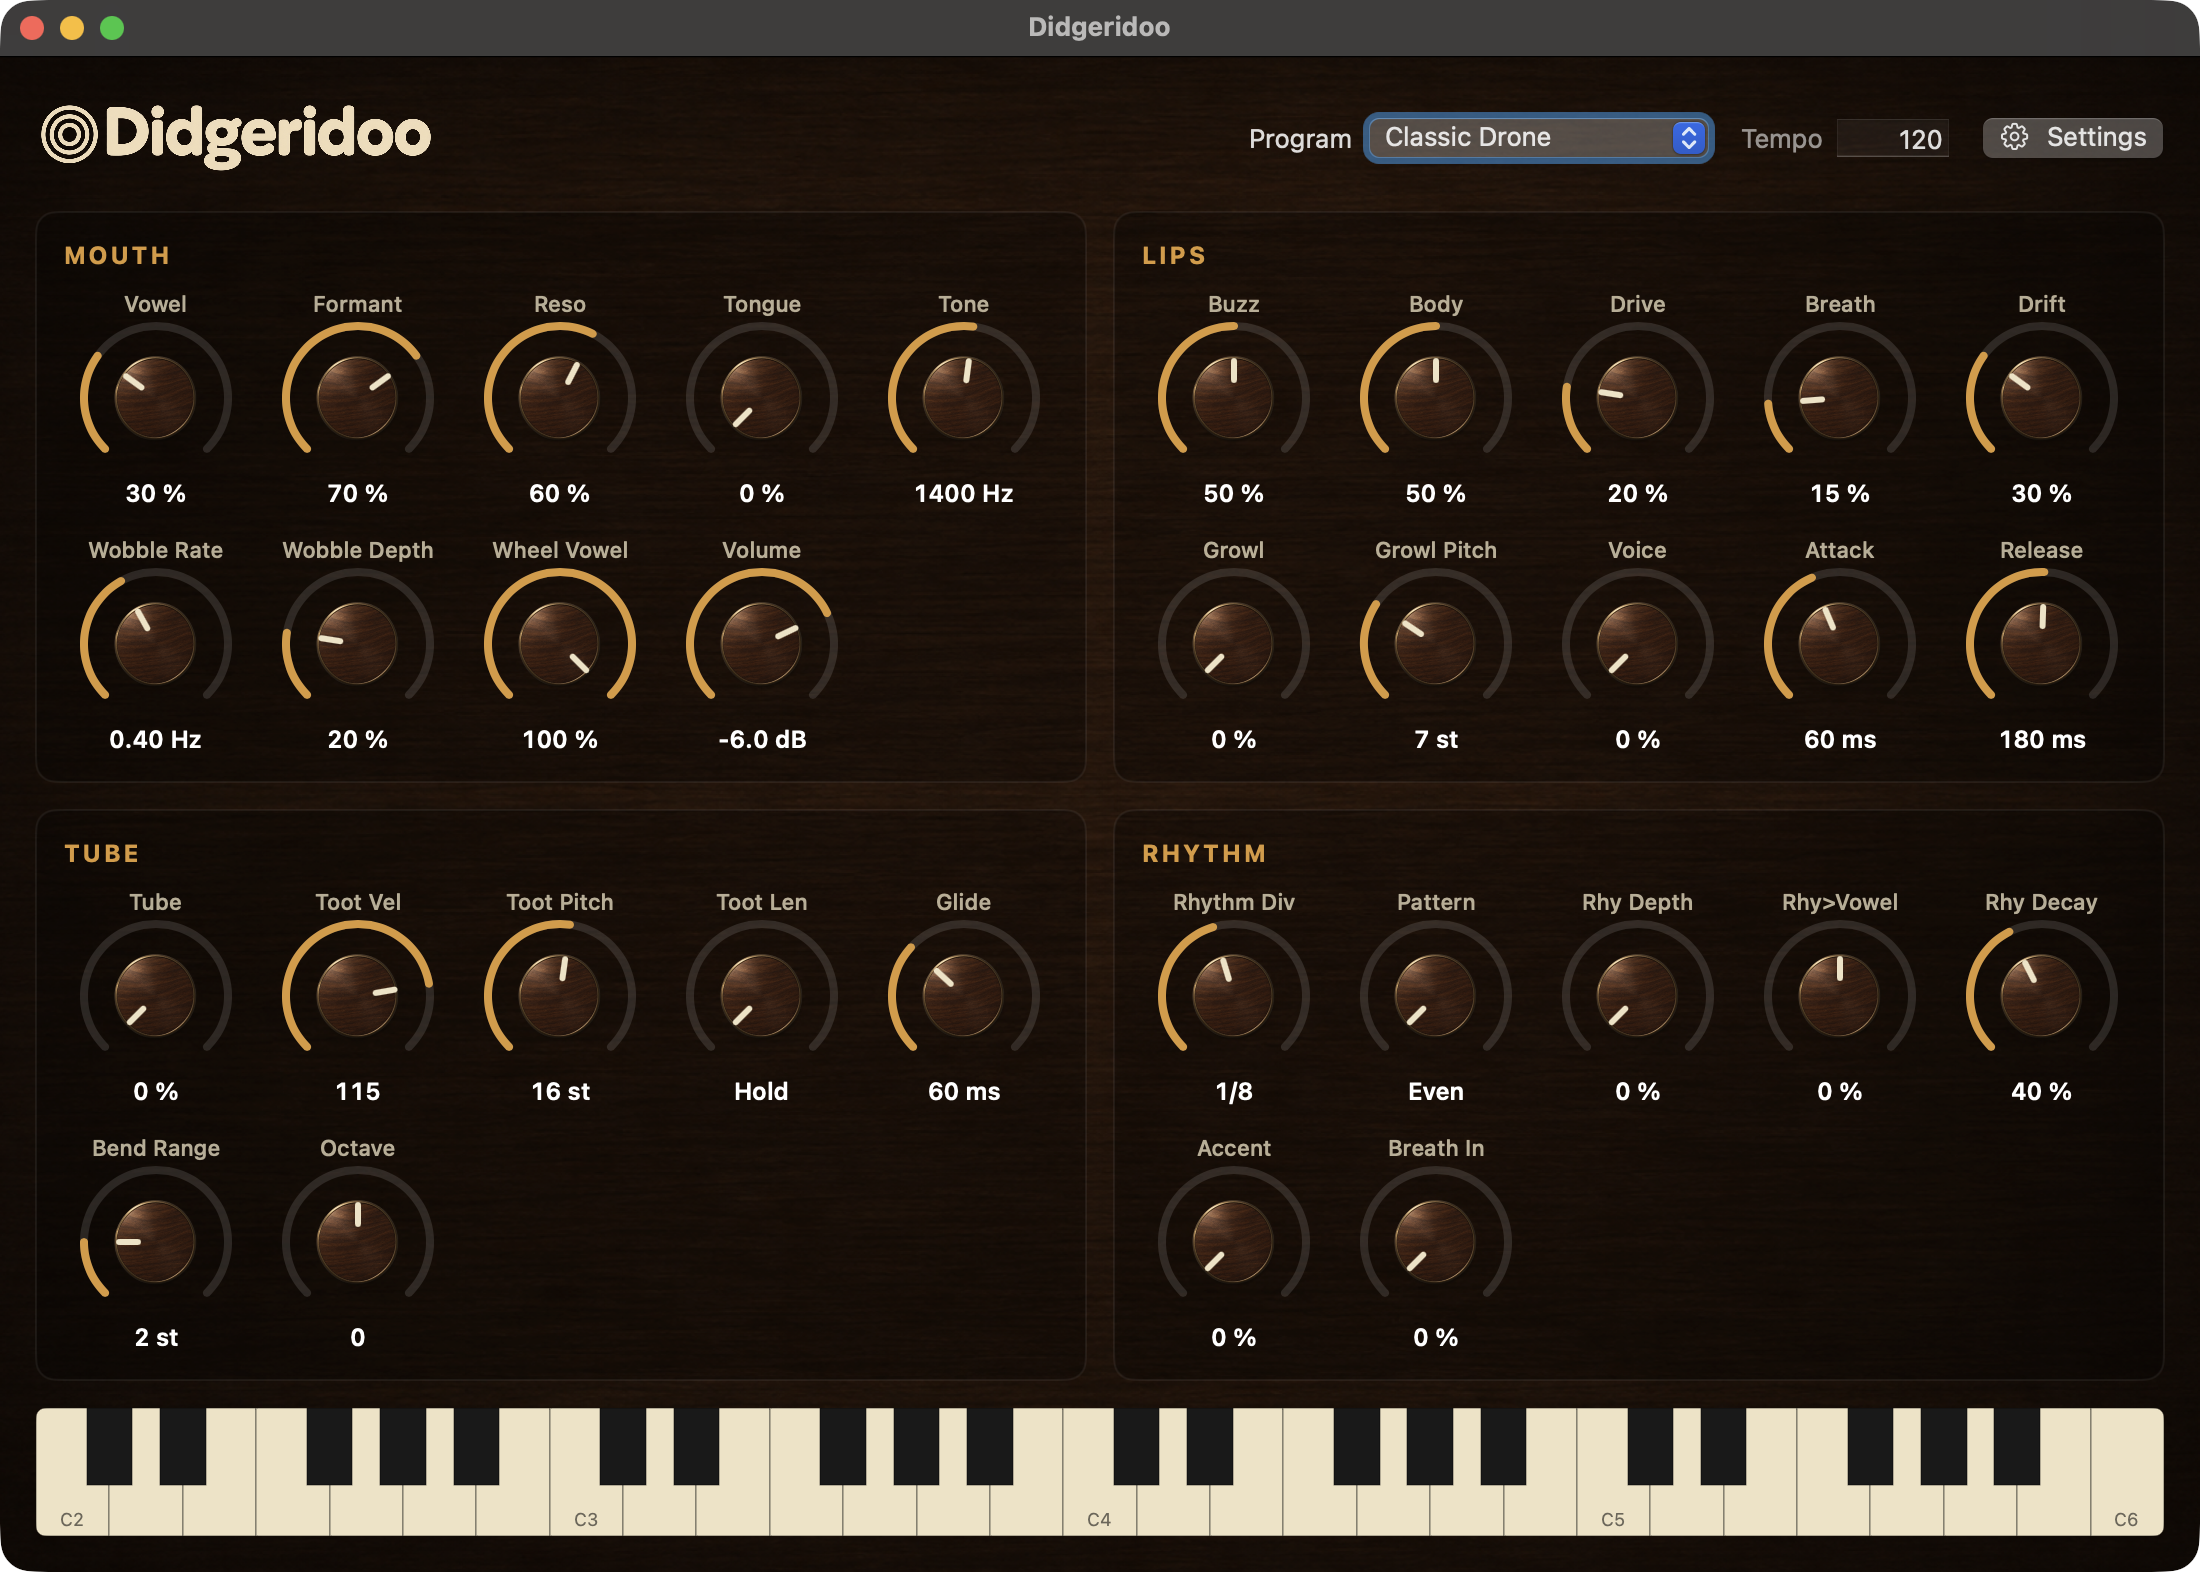 Didgeridoo
Didgeridoo
Program Classic Drone Tempo 120 Settings
MOUTH
Vowel Formant Reso Tongue Tone
30 % 70 % 60 % 0 % 1400 Hz
Wobble Rate Wobble Depth Wheel Vowel Volume
0.40 Hz 20 % 100 % -6.0 dB
LIPS
Buzz Body Drive Breath Drift
50 % 50 % 20 % 15 % 30 %
Growl Growl Pitch Voice Attack Release
0 % 7 st 0 % 60 ms 180 ms
TUBE
Tube Toot Vel Toot Pitch Toot Len Glide
0 % 115 16 st Hold 60 ms
Bend Range Octave
2 st 0
RHYTHM
Rhythm Div Pattern Rhy Depth Rhy>Vowel Rhy Decay
1/8 Even 0 % 0 % 40 %
Accent Breath In
0 % 0 %
C2 C3 C4 C5 C6